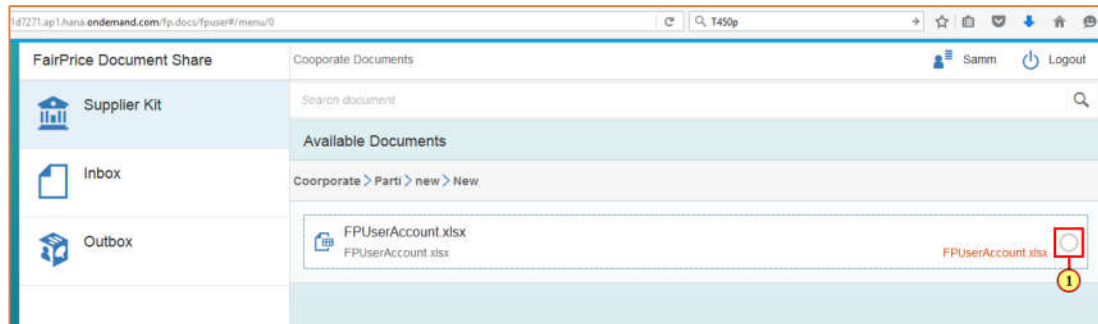 1d7271.ap1.hana.ondemand.com/fp.docs/fpuser#/menu/0
T450p
FairPrice Document Share
Cooporate Documents
Samm
Logout
Supplier Kit
Search document
Available Documents
Inbox
Coorporate > Parti > new > New
FPUserAccount.xlsx
FPUserAccount.xlsx
FPUserAccount.xlsx
Outbox
1